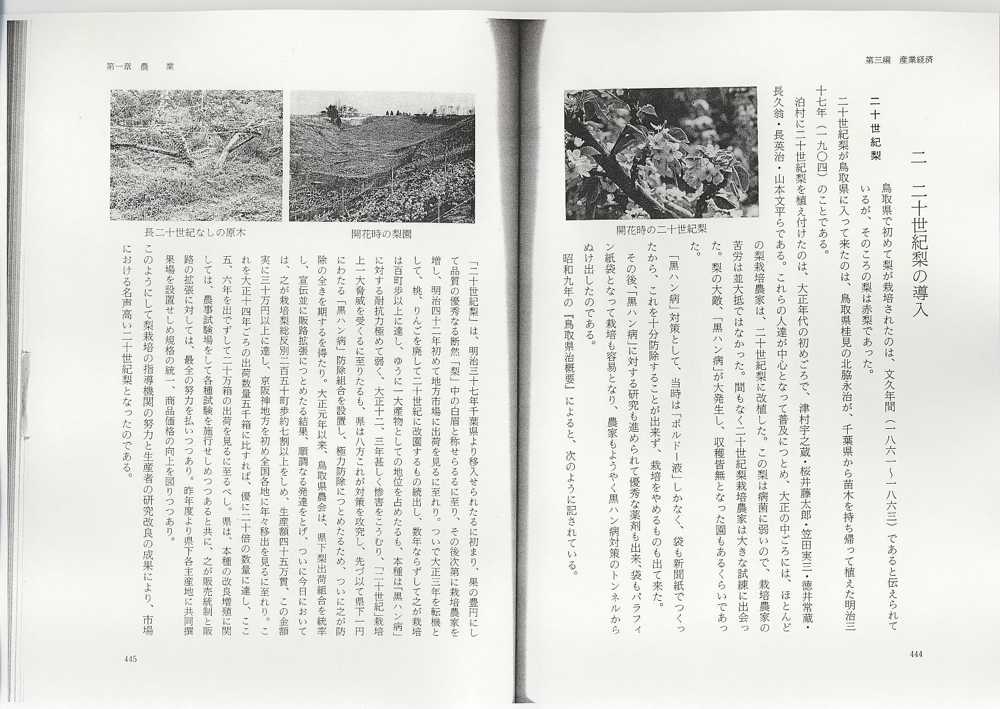 第三編　産業経済
二　二十世紀梨の導入
二十世紀梨
鳥取県で初めて梨が栽培されたのは、文久年間（一八六一～一八六三）であると伝えられて
いるが、そのころの梨は赤梨であった。
二十世紀梨が鳥取県に入って来たのは、鳥取県桂見の北脇永治が、千葉県から苗木を持ち帰って植えた明治三
十七年（一九〇四）のことである。
泊村に二十世紀梨を植え付けたのは、大正年代の初めごろで、津村宇之蔵・桜井藤太郎・笠田実三・徳井常蔵・
長久翁・長英治・山本文平らである。これらの人達が中心となって普及につとめ、大正の中ごろには、ほとんど
の梨栽培農家は、二十世紀梨に改植した。この梨は病菌に弱いので、栽培農家の
苦労は並大抵ではなかった。間もなく二十世紀梨栽培農家は大きな試練に出会っ
た。梨の大敵、「黒ハン病」が大発生し、収穫皆無となった園もあるくらいであっ
た。
「黒ハン病」対策として、当時は「ボルドー液」しかなく、袋も新聞紙でつくっ
たから、これを十分防除することが出来ず、栽培をやめるものも出て来た。
その後、「黒ハン病」に対する研究も進められて優秀な薬剤も出来、袋もパラフィ
ン紙袋となって栽培も容易となり、農家もようやく黒ハン病対策のトンネルから
ぬけ出したのである。
昭和九年の『鳥取県治概要』によると、次のように記されている。
開花時の二十世紀梨
444
第一章　農　業
開花時の梨園
長二十世紀なしの原木
「二十世紀梨」は、明治三十七年千葉県より移入せられたるに初まり、果の豊円にし
て品質の優秀なる断然「梨」中の白眉と称せらるるに至り、その後次第に栽培農家を
増し、明治四十二年初めて地方市場に出荷を見るに至れり。ついで大正三年を転機と
して、桃、りんごを廃して二十世紀に改園するもの続出し、数年ならずして之が栽培
は百町歩以上に達し、ゆうに一大産物としての地位を占めたるも、本種は「黒ハン病」
に対する耐抗力極めて弱く、大正十二、三年甚しく惨害をこうむり、「二十世紀」栽培
上一大脅威を受くるに至りたるも、県は八方これが対策を攻究し、先づ以て県下一円
にわたる「黒ハン病」防除組合を設置し、極力防除につとめたるため、ついに之が防
除の全きを期するを得たり。大正元年以来、鳥取県農会は、県下梨出荷組合を統率
し、宣伝並に販路拡張につとめたる結果、順調なる発達をとげ、ついに今日において
は、之が栽培梨総反別二百五十町歩約七割以上をしめ、生産額四十五万貫、この金額
実に三十万円以上に達し、京阪神地方を初め全国各地に年々移出を見るに至れり。こ
れを大正十四年ごろの出荷数量五千箱に比すれば、優に二十倍の数量に達し、ここ
五、六年を出でずして二十万箱の出荷を見るに至るべし。県は、本種の改良増殖に関
しては、農事試験場をして各種試験を施行せしめつつあると共に、之が販売統制と販
路の拡張に対しては、最全の努力を払いつつあり。昨年度より県下各主産地に共同撰
果場を設置せしめ規格の統一、商品価格の向上を図りつつあり。
このようにして梨栽培の指導機関の努力と生産者の研究改良の成果により、市場
における名声高い二十世紀梨となったのである。
445